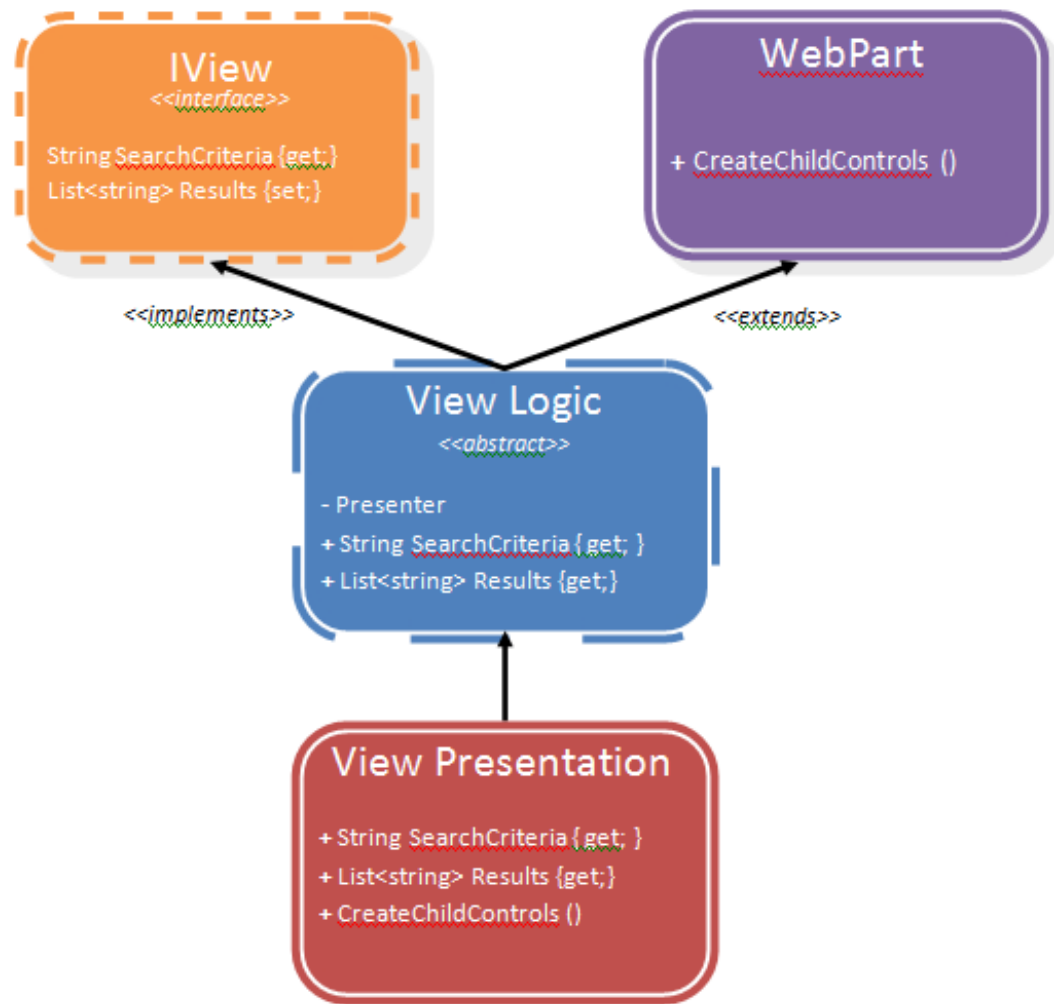 IView
<<interface>>
String SearchCriteria {get;}
List<string> Results {set;}
WebPart
+ CreateChildControls ()
<<implements>>
<<extends>>
View Logic
<<abstract>>
- Presenter
+ String SearchCriteria { get; }
+ List<string> Results {get;}
View Presentation
+ String SearchCriteria { get; }
+ List<string> Results {get;}
+ CreateChildControls ()